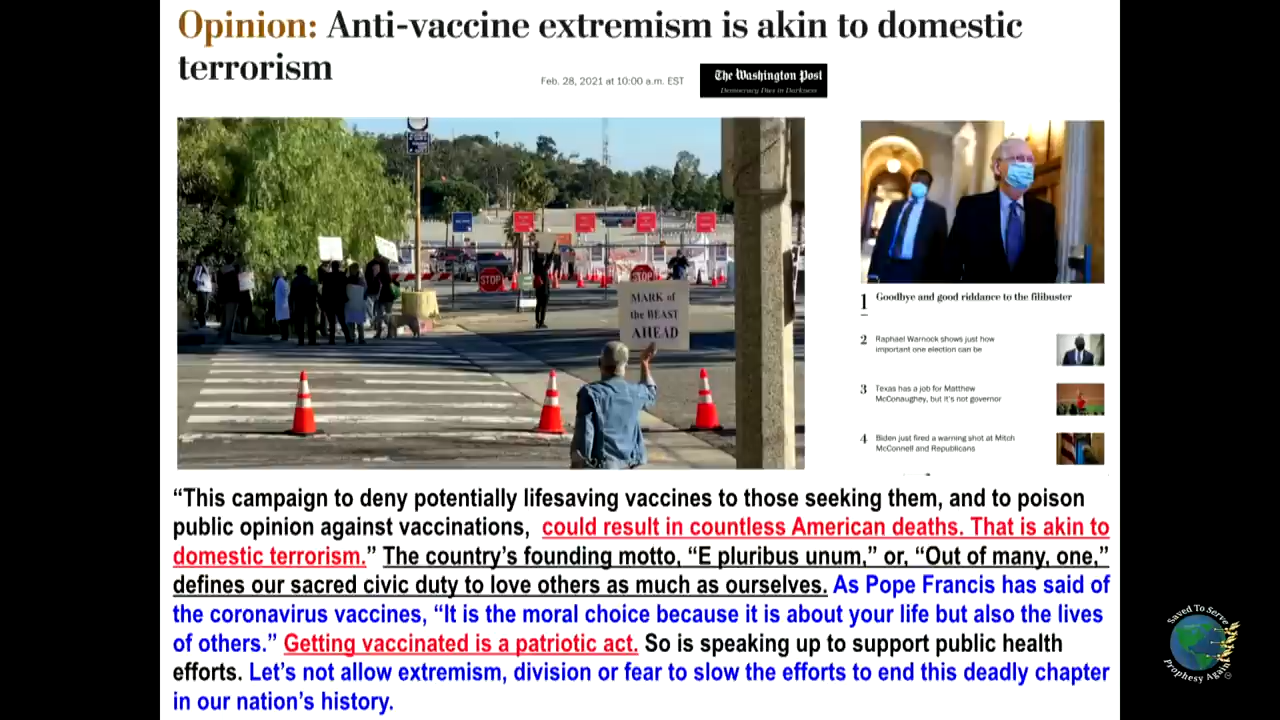 Opinion: Anti-vaccine extremism is akin to domestic
terrorism
Feb. 28, 2021 at 10:00 a.m. EST
The Washington Post
Democracy Dies in Darkness
STOP
STOP
MARK of
the BEAST
AHEAD
1 Goodbye and good riddance to the filibuster
2 Raphael Warnock shows just how
important one election can be
3 Texas has a job for Matthew
McConaughey, but it's not governor
4 Biden just fired a warning shot at Mitch
McConnell and Republicans
“This campaign to deny potentially lifesaving vaccines to those seeking them, and to poison
public opinion against vaccinations, could result in countless American deaths. That is akin to
domestic terrorism.” The country’s founding motto, “E pluribus unum,” or, “Out of many, one,”
defines our sacred civic duty to love others as much as ourselves. As Pope Francis has said of
the coronavirus vaccines, “It is the moral choice because it is about your life but also the lives
of others.” Getting vaccinated is a patriotic act. So is speaking up to support public health
efforts. Let’s not allow extremism, division or fear to slow the efforts to end this deadly chapter
in our nation’s history.
Saved To Serve
Prophesy Again